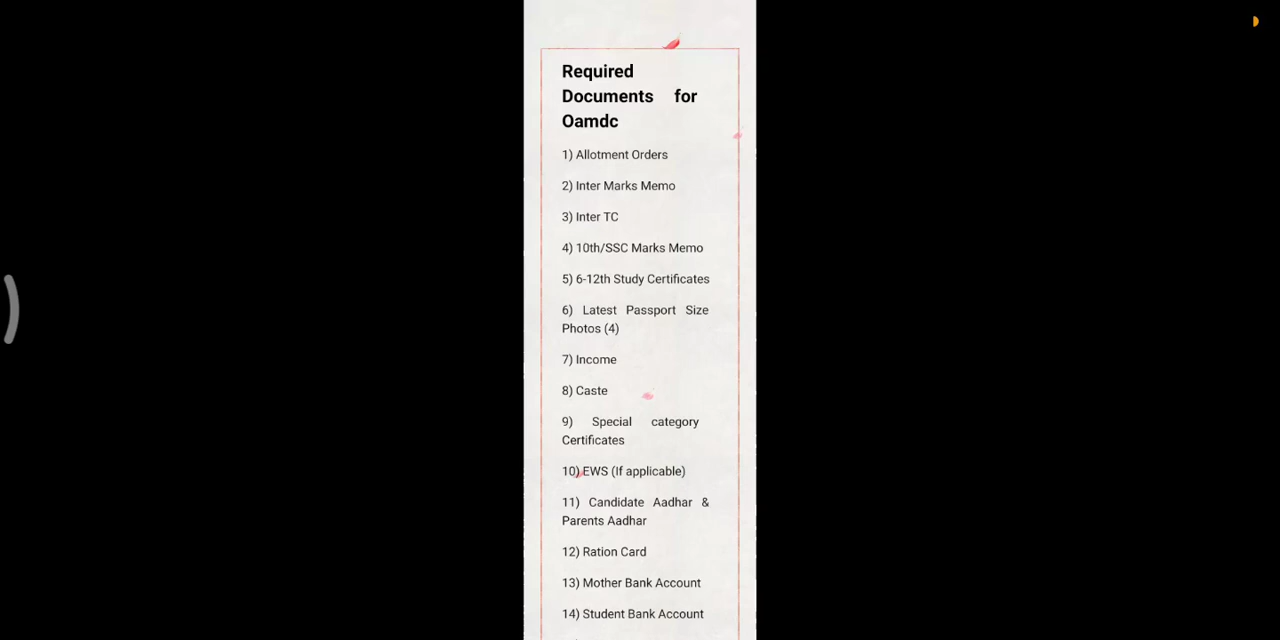 Required
Documents for
Oamdc
1) Allotment Orders
2) Inter Marks Memo
3) Inter TC
4) 10th/SSC Marks Memo
5) 6-12th Study Certificates
6) Latest Passport Size
Photos (4)
7) Income
8) Caste
9) Special category
Certificates
10) EWS (If applicable)
11) Candidate Aadhar &
Parents Aadhar
12) Ration Card
13) Mother Bank Account
14) Student Bank Account